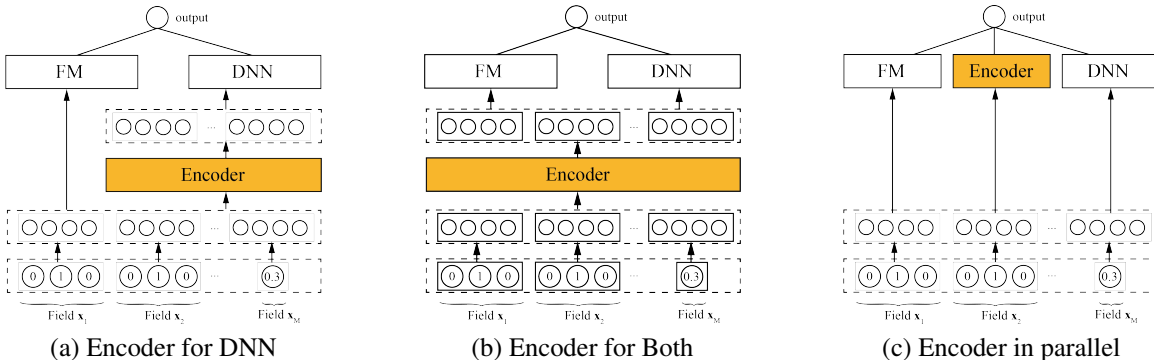 output output output
FM DNN FM DNN FM Encoder DNN
... ...
Encoder Encoder
... ... ...
0 1 0 0 1 0 ... 0.3 0 1 0 0 1 0 ... 0.3 0 1 0 0 1 0 ... 0.3
Field x1 Field x2 Field xM Field x1 Field x2 Field xM Field x1 Field x2 Field xM
(a) Encoder for DNN (b) Encoder for Both (c) Encoder in parallel